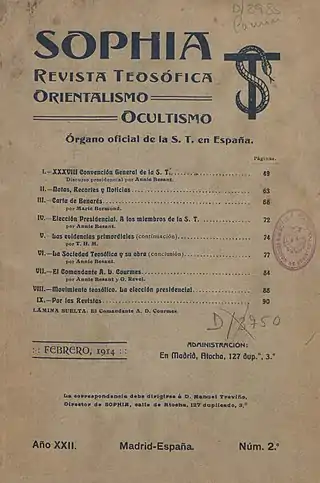 D/2985
SOPHIA
REVISTA TEOSÓFICA
ORIENTALISMO
OCULTISMO
Órgano oficial de la S. T. en España.
Páginas.
I.—XXXVIII Convención General de la S. T. 49
Discurso presidencial por Annie Besant.
II.—Notas, Recortes y Noticias 63
III.—Carta de Benarés 68
por Marie Bermond.
IV.—Elección Presidencial. A los miembros de la S. T. 72
por Annie Besant.
V.—Las evidencias primordiales (continuación) 74
por T. H. M.
VI.—La Sociedad Teosófica y su obra (conclusión) 77
por Annie Besant.
VII.—El Comandante A. D. Courmes 84
por Annie Besant y G. Revel.
VIII.—Movimiento teosófico. La elección presidencial. 88
IX.—Por las Revistas 90
LÁMINA SUELTA: El Comandante A. D. Courmes
D/2750
:: FEBRERO, 1914 ::
ADMINISTRACIÓN:
En Madrid, Atocha, 127 dup.º, 3.º
La correspondencia debe dirigirse á D. Manuel Treviño,
Director de SOPHIA, calle de Atocha, 127 duplicado, 3.º
Año XXII. Madrid-España. Núm. 2.º